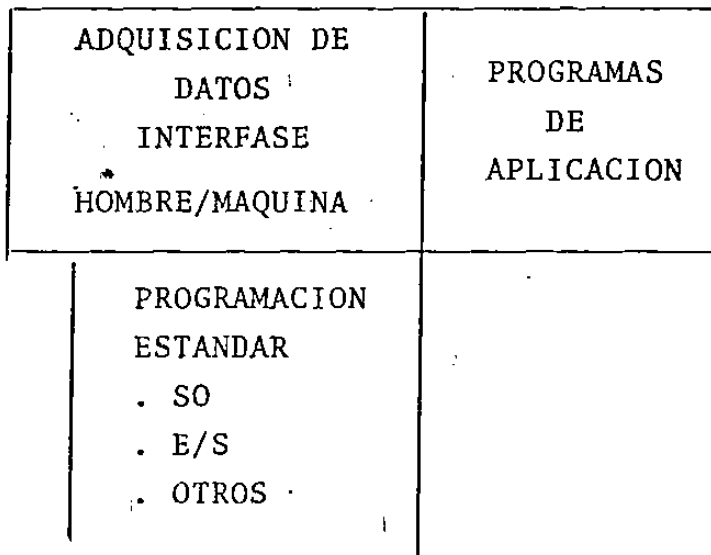 ADQUISICION DE
DATOS
INTERFASE
HOMBRE/MAQUINA
PROGRAMAS
DE
APLICACION
PROGRAMACION
ESTANDAR
. SO
. E/S
. OTROS